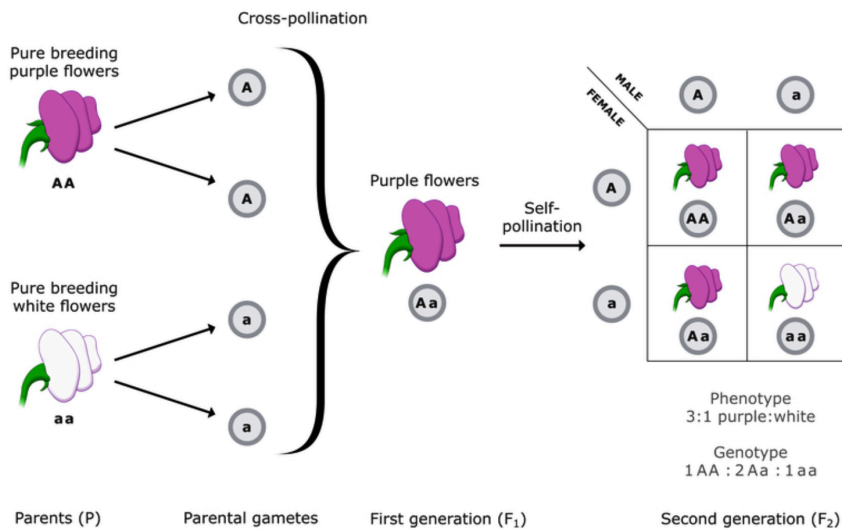 Cross-pollination
Pure breeding
purple flowers
AA
A
A
Pure breeding
white flowers
aa
a
a
Purple flowers
Aa
Self-
pollination
MALE
FEMALE
A
a
A
AA
Aa
a
Aa
aa
Phenotype
3:1 purple:white
Genotype
1 AA : 2 Aa : 1 aa
Parents (P)
Parental gametes
First generation (F₁)
Second generation (F₂)